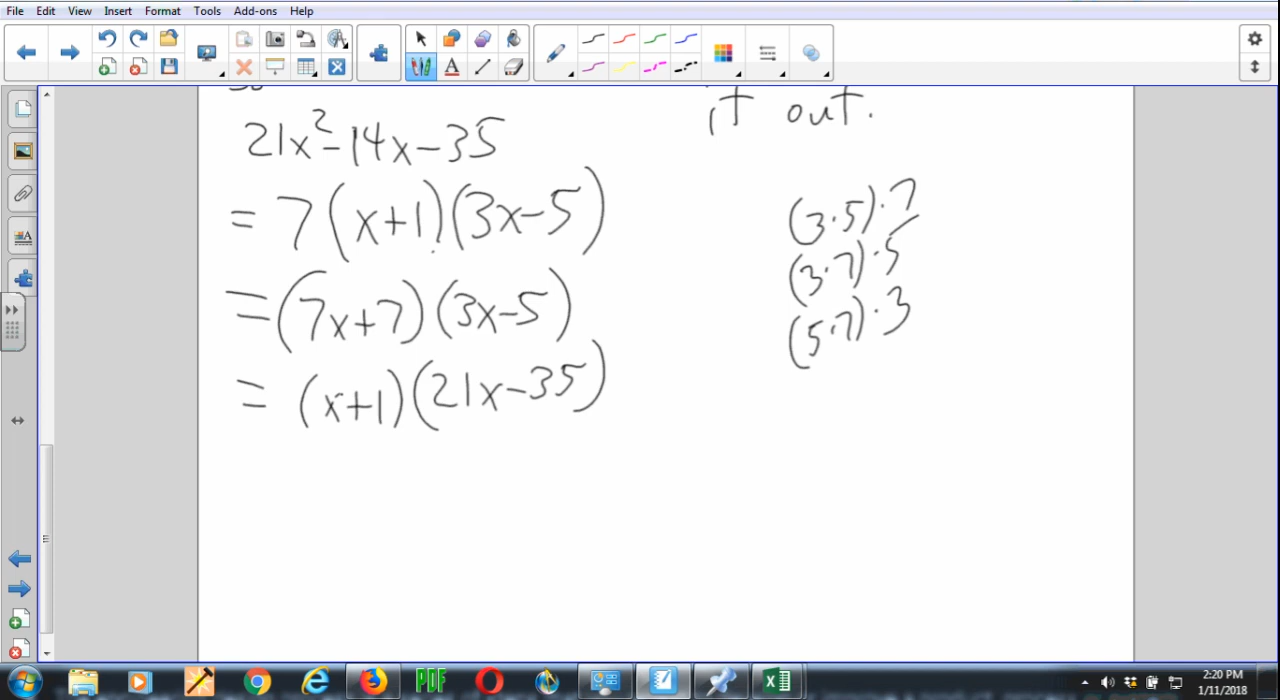 File Edit View Insert Format Tools Add-ons Help
it out.
21x²-14x-35
= 7(x+1)(3x-5)
= (7x+7)(3x-5)
= (x+1)(21x-35)
(3·5)·7
(3·7)·5
(5·7)·3
A
PDF
2:20 PM
1/11/2018